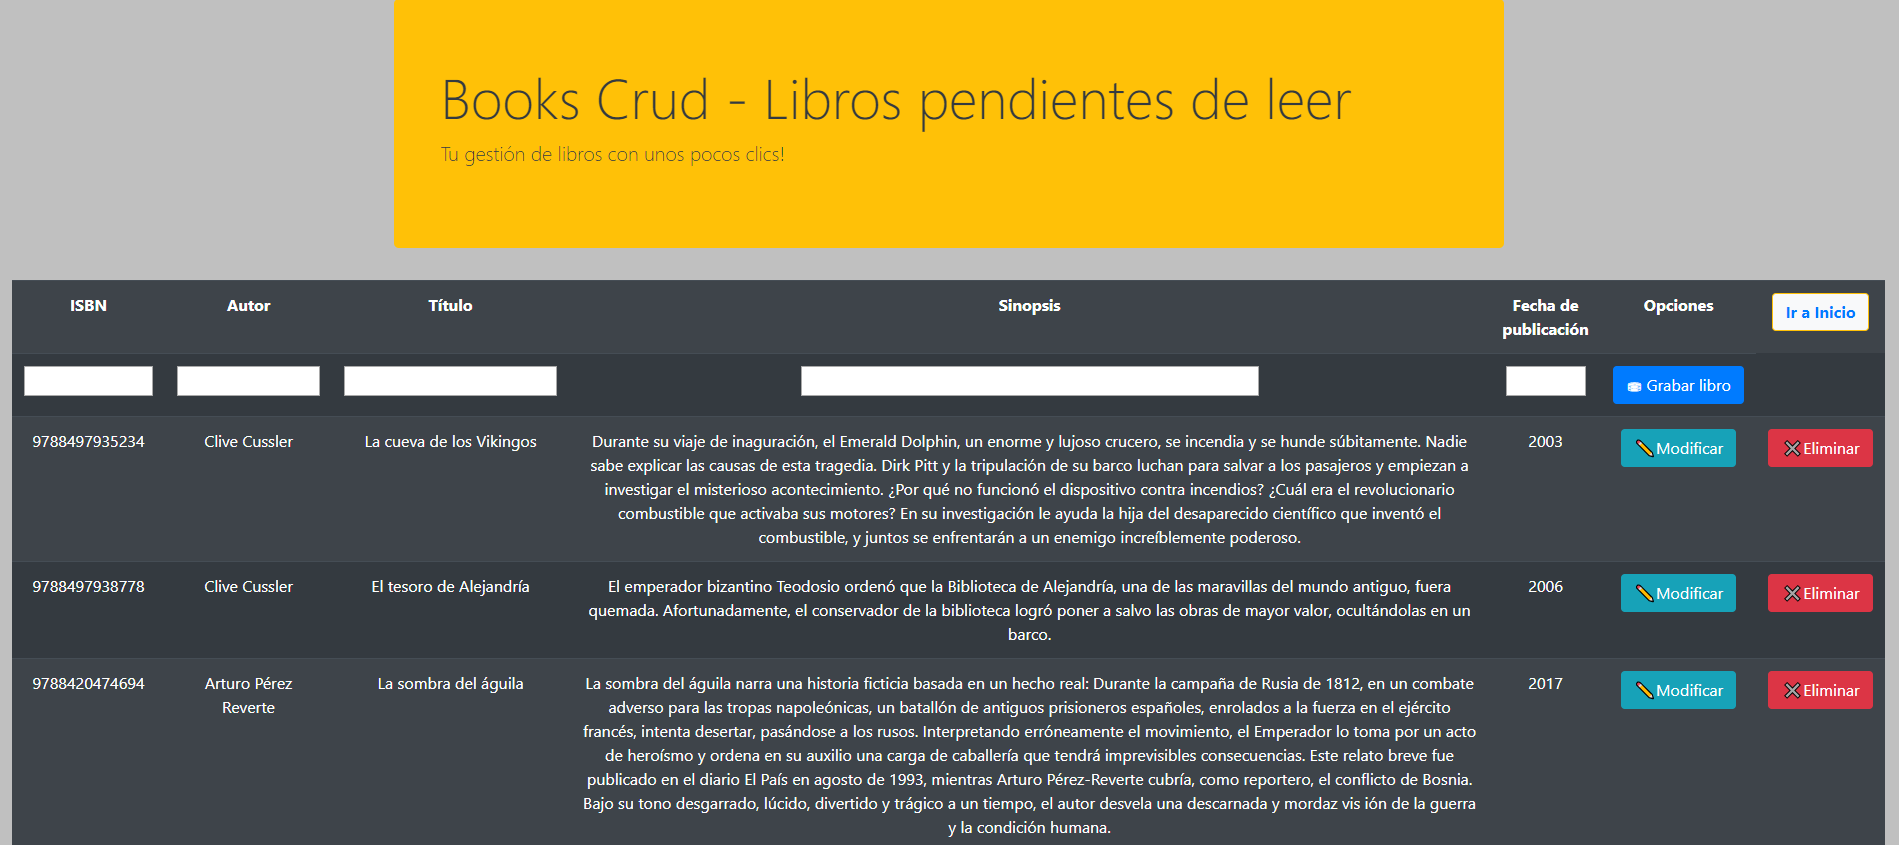 Books Crud - Libros pendientes de leer
Tu gestión de libros con unos pocos clics!
ISBN Autor Título Sinopsis Fecha de publicación Opciones Ir a Inicio
Grabar libro
9788497935234 Clive Cussler La cueva de los Vikingos
Durante su viaje de inaguración, el Emerald Dolphin, un enorme y lujoso crucero, se incendia y se hunde súbitamente. Nadie
sabe explicar las causas de esta tragedia. Dirk Pitt y la tripulación de su barco luchan para salvar a los pasajeros y empiezan a
investigar el misterioso acontecimiento. ¿Por qué no funcionó el dispositivo contra incendios? ¿Cuál era el revolucionario
combustible que activaba sus motores? En su investigación le ayuda la hija del desaparecido científico que inventó el
combustible, y juntos se enfrentarán a un enemigo increíblemente poderoso.
2003 Modificar Eliminar
9788497938778 Clive Cussler El tesoro de Alejandría
El emperador bizantino Teodosio ordenó que la Biblioteca de Alejandría, una de las maravillas del mundo antiguo, fuera
quemada. Afortunadamente, el conservador de la biblioteca logró poner a salvo las obras de mayor valor, ocultándolas en un
barco.
2006 Modificar Eliminar
9788420474694 Arturo Pérez Reverte La sombra del águila
La sombra del águila narra una historia ficticia basada en un hecho real: Durante la campaña de Rusia de 1812, en un combate
adverso para las tropas napoleónicas, un batallón de antiguos prisioneros españoles, enrolados a la fuerza en el ejército
francés, intenta desertar, pasándose a los rusos. Interpretando erróneamente el movimiento, el Emperador lo toma por un acto
de heroísmo y ordena en su auxilio una carga de caballería que tendrá imprevisibles consecuencias. Este relato breve fue
publicado en el diario El País en agosto de 1993, mientras Arturo Pérez-Reverte cubría, como reportero, el conflicto de Bosnia.
Bajo su tono desgarrado, lúcido, divertido y trágico a un tiempo, el autor desvela una descarnada y mordaz vis ión de la guerra
y la condición humana.
2017 Modificar Eliminar